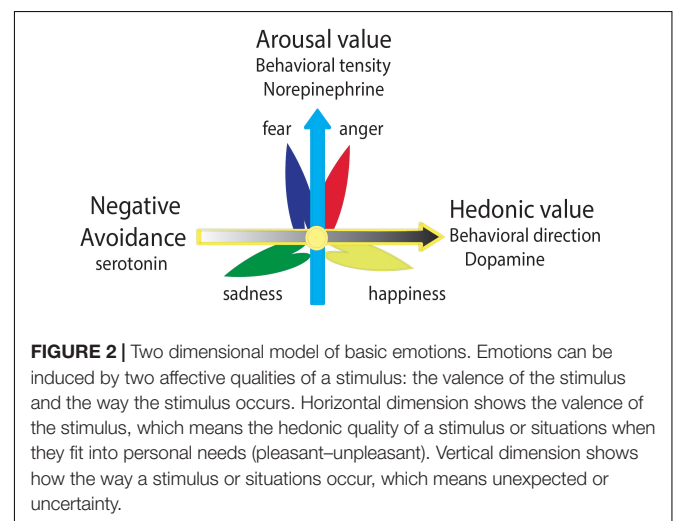 Arousal value
Behavioral tensity
Norepinephrine
fear anger
Negative
Avoidance
serotonin
Hedonic value
Behavioral direction
Dopamine
sadness happiness
FIGURE 2 | Two dimensional model of basic emotions. Emotions can be
induced by two affective qualities of a stimulus: the valence of the stimulus
and the way the stimulus occurs. Horizontal dimension shows the valence of
the stimulus, which means the hedonic quality of a stimulus or situations when
they fit into personal needs (pleasant–unpleasant). Vertical dimension shows
how the way a stimulus or situations occur, which means unexpected or
uncertainty.